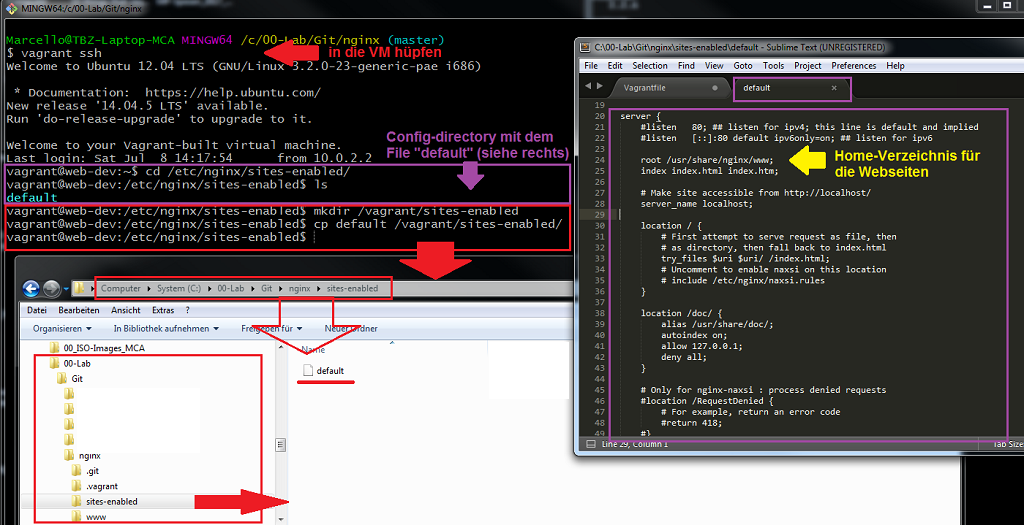 MINGW64:/c/00-Lab/Git/nginx
Marcello@TBZ-Laptop-MCA MINGW64 /c/00-Lab/Git/nginx (master)
$ vagrant ssh
in die VM hüpfen
Welcome to Ubuntu 12.04 LTS (GNU/Linux 3.2.0-23-generic-pae i686)
* Documentation:  https://help.ubuntu.com/
New release '14.04.5 LTS' available.
Run 'do-release-upgrade' to upgrade to it.
Welcome to your Vagrant-built virtual machine.
Last login: Sat Jul  8 14:17:54     from 10.0.2.2
Config-directory mit dem
File "default" (siehe rechts)
vagrant@web-dev:~$ cd /etc/nginx/sites-enabled/
vagrant@web-dev:/etc/nginx/sites-enabled$ ls
default
vagrant@web-dev:/etc/nginx/sites-enabled$ mkdir /vagrant/sites-enabled
vagrant@web-dev:/etc/nginx/sites-enabled$ cp default /vagrant/sites-enabled/
vagrant@web-dev:/etc/nginx/sites-enabled$
C:\00-Lab\Git\nginx\sites-enabled\default - Sublime Text (UNREGISTERED)
File Edit Selection Find View Goto Tools Project Preferences Help
Vagrantfile
default
19
20 server {
21 #listen   80; ## listen for ipv4; this line is default and implied
22 #listen   [::]:80 default ipv6only=on; ## listen for ipv6
23
24 root /usr/share/nginx/www;
25 index index.html index.htm;
Home-Verzeichnis für
die Webseiten
26
27 # Make site accessible from http://localhost/
28 server_name localhost;
29
30 location / {
31 # First attempt to serve request as file, then
32 # as directory, then fall back to index.html
33 try_files $uri $uri/ /index.html;
34 # Uncomment to enable naxsi on this location
35 # include /etc/nginx/naxsi.rules
36 }
37
38 location /doc/ {
39 alias /usr/share/doc/;
40 autoindex on;
41 allow 127.0.0.1;
42 deny all;
43 }
44
45 # Only for nginx-naxsi : process denied requests
46 #location /RequestDenied {
47 # For example, return an error code
48 #return 418;
49 #}
Line 29, Column 1
Tab Size
Computer System (C:) 00-Lab Git nginx sites-enabled
Datei Bearbeiten Ansicht Extras ?
Organisieren In Bibliothek aufnehmen Freigeben für Neuer Ordner
00_ISO-Images_MCA
00-Lab
Git
nginx
.git
.vagrant
sites-enabled
www
Name
default